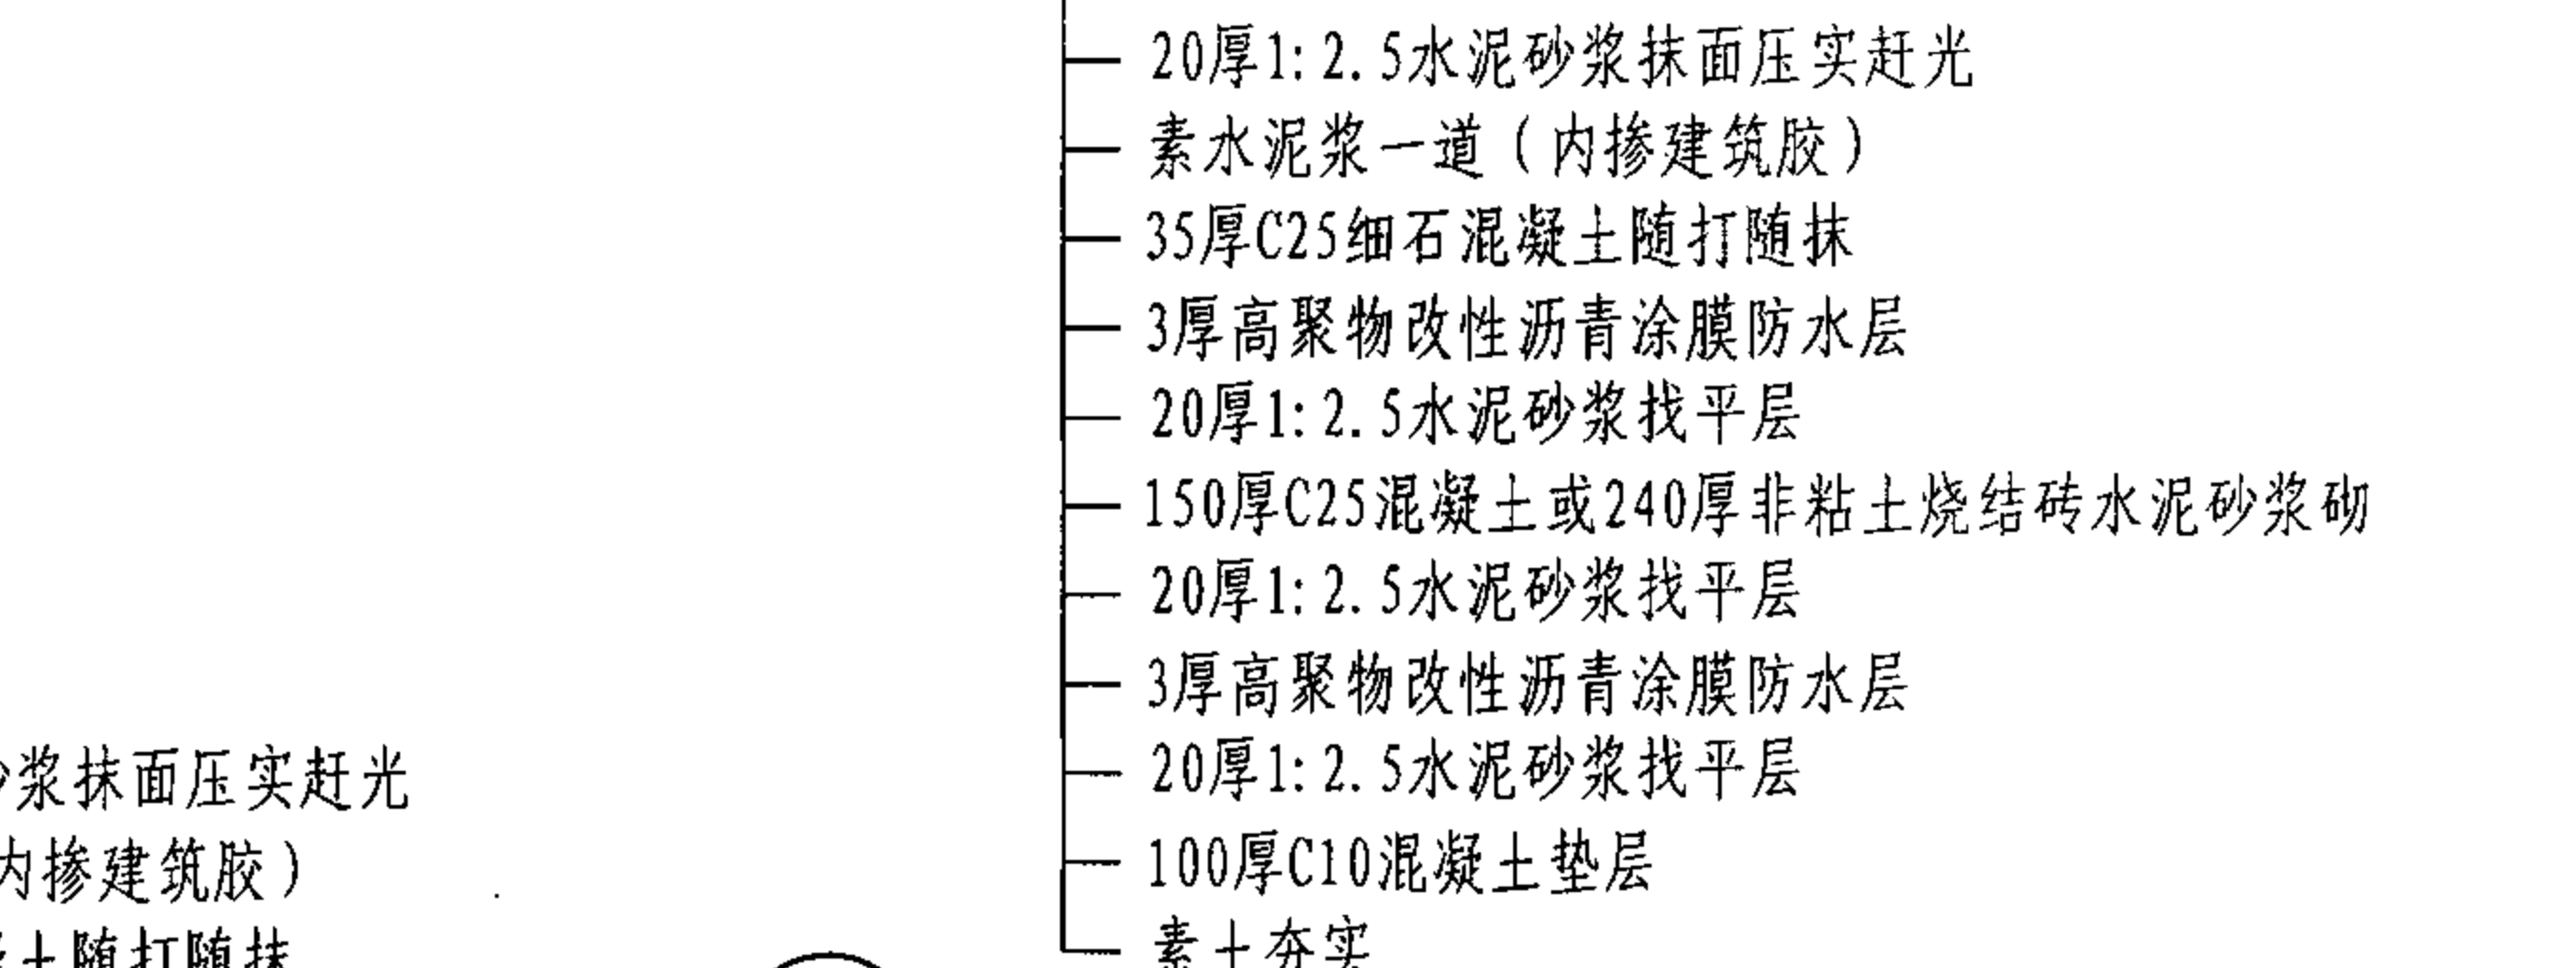 20厚1:2.5水泥砂浆抹面压实赶光
素水泥浆一道（内掺建筑胶）
35厚C25细石混凝土随打随抹
3厚高聚物改性沥青涂膜防水层
20厚1:2.5水泥砂浆找平层
150厚C25混凝土或240厚非粘土烧结砖水泥砂浆砌
20厚1:2.5水泥砂浆找平层
3厚高聚物改性沥青涂膜防水层
20厚1:2.5水泥砂浆找平层
100厚C10混凝土垫层
素土夯实
浆抹面压实赶光
内掺建筑胶）
土随打随抹